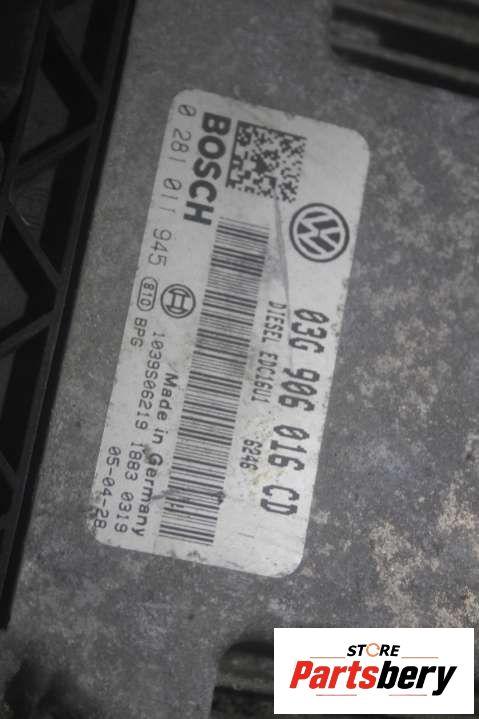 03G 906 016 CD
DIESEL EDC16U1 6246
BOSCH
0 281 011 945 810 BPG
1039S06219 1883 0319
Made in Germany
05-04-28
STORE
Partsbery